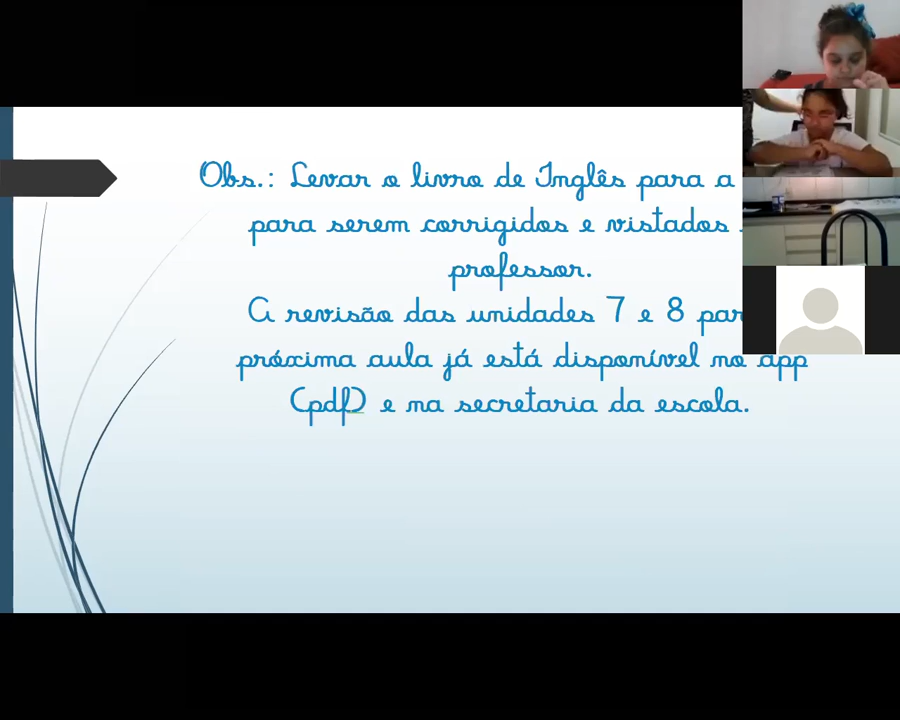 Obs.: Levar o livro de Inglês para a
para serem corrigidos e vistados
professor.
A revisão das unidades 7 e 8
próxima aula já está disponível no app
(pdf) e na secretaria da escola.